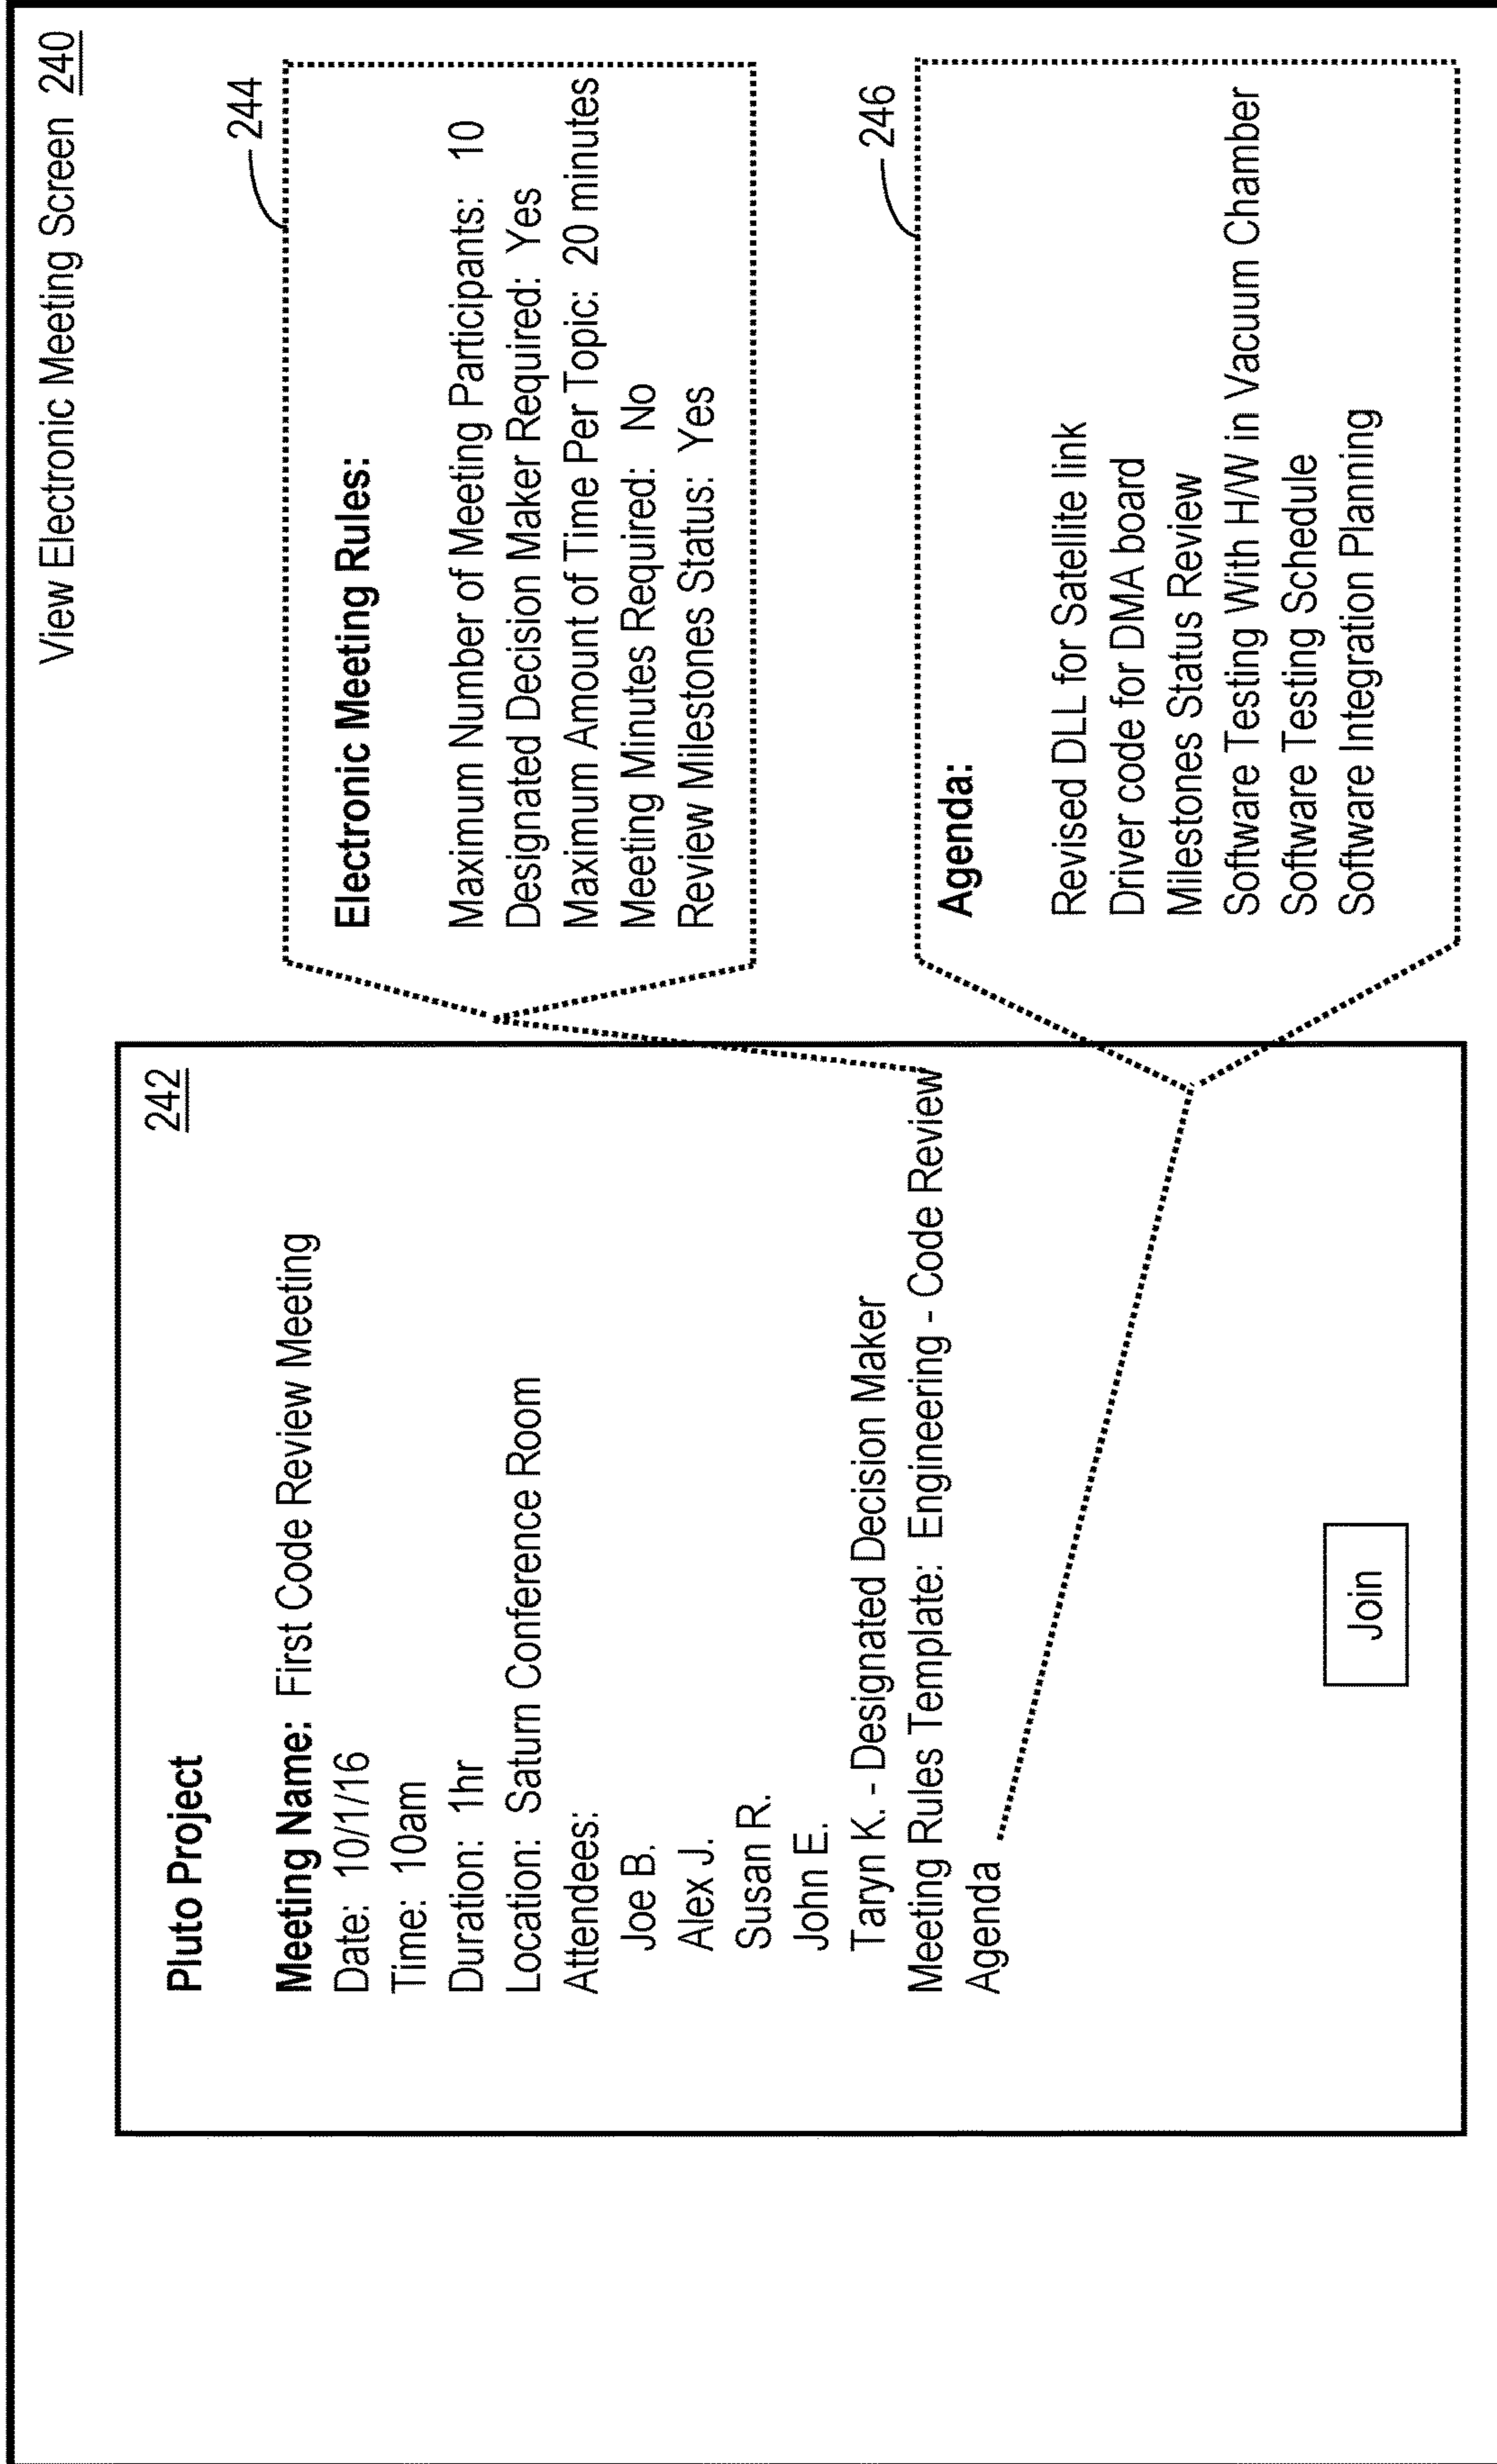 View Electronic Meeting Screen 240
242
Pluto Project
Meeting Name: First Code Review Meeting
Date: 10/1/16
Time: 10am
Duration: 1hr
Location: Saturn Conference Room
Attendees:
Joe B.
Alex J.
Susan R.
John E.
Taryn K. - Designated Decision Maker
Meeting Rules Template: Engineering - Code Review
Agenda
Join
244
Electronic Meeting Rules:
Maximum Number of Meeting Participants: 10
Designated Decision Maker Required: Yes
Maximum Amount of Time Per Topic: 20 minutes
Meeting Minutes Required: No
Review Milestones Status: Yes
246
Agenda:
Revised DLL for Satellite link
Driver code for DMA board
Milestones Status Review
Software Testing With H/W in Vacuum Chamber
Software Testing Schedule
Software Integration Planning